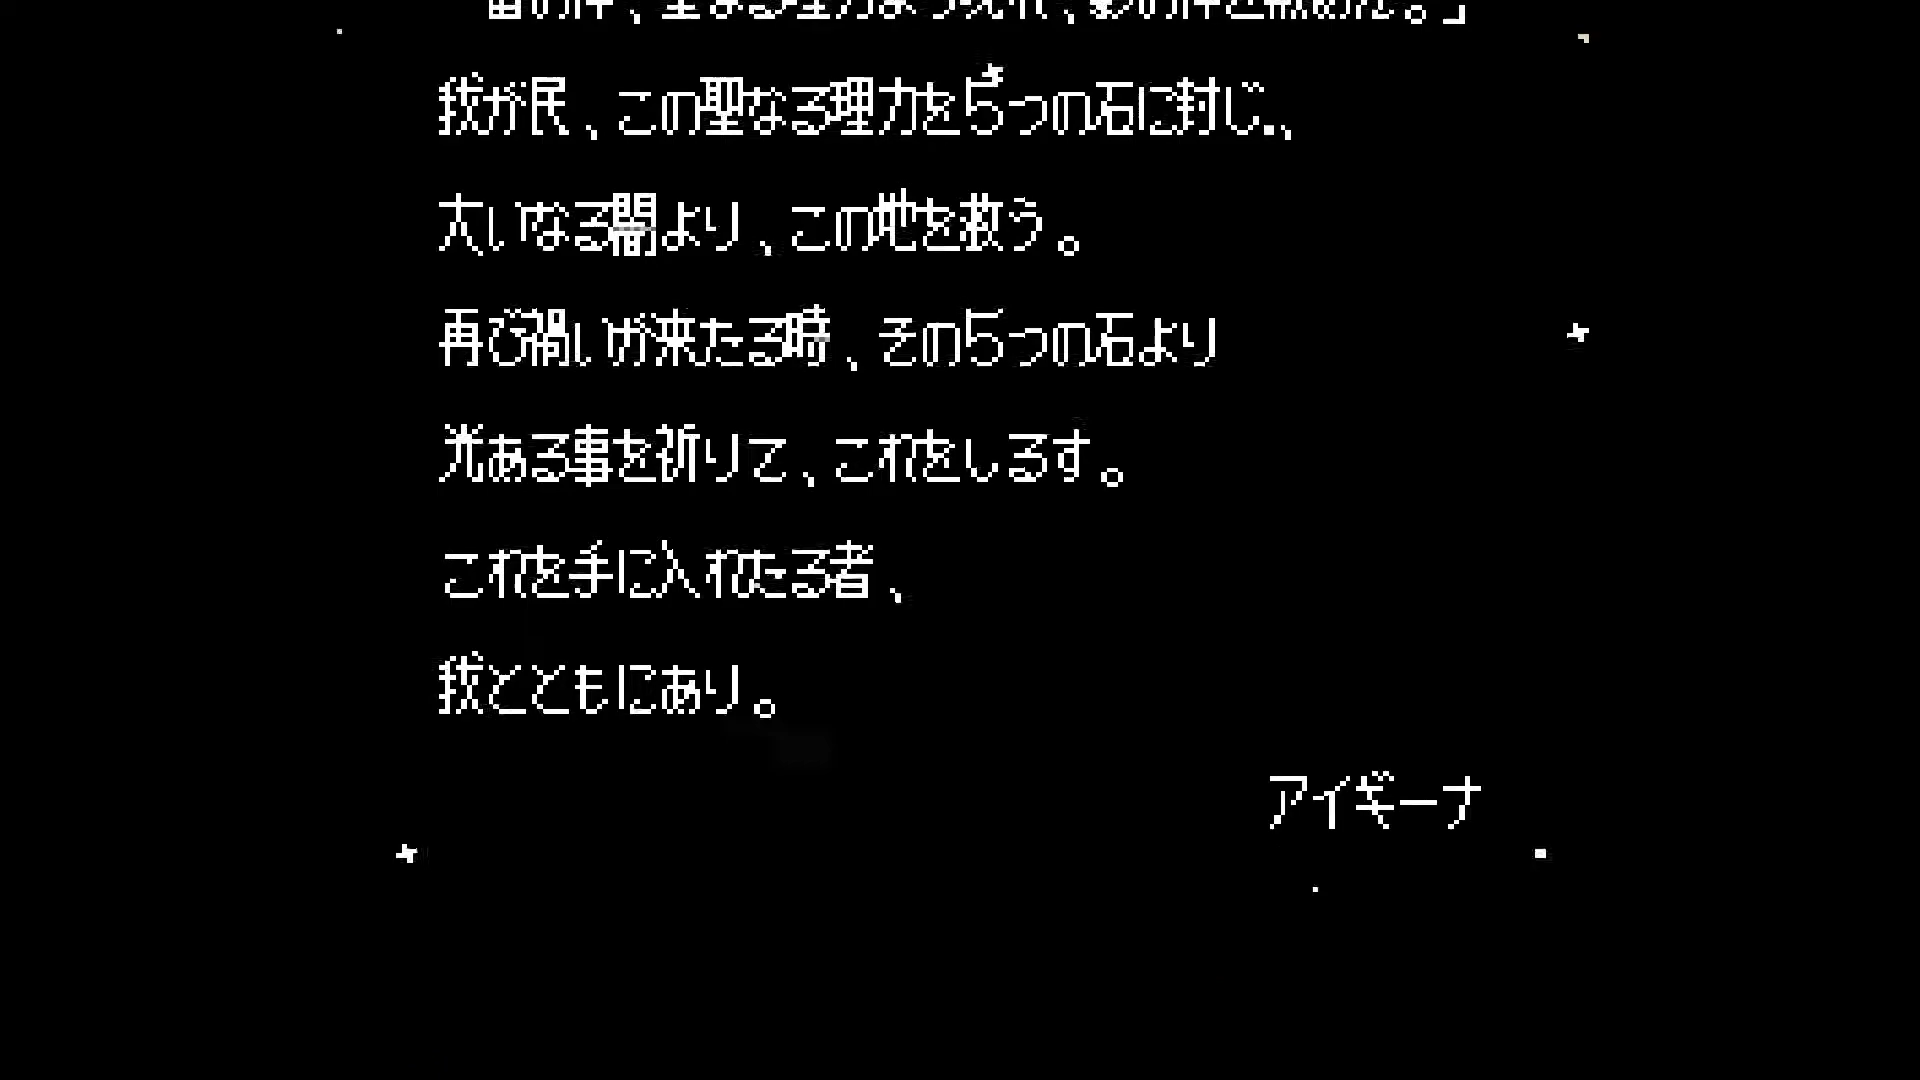 我が民、この聖なる理力を5つの石に封じ、
大いなる闇より、この地を救う。
再び禍いが来たる時、その5つの石より
光ある事を祈りて、これをしるす。
これを手に入れたる者、
我とともにあり。
アイギーナ